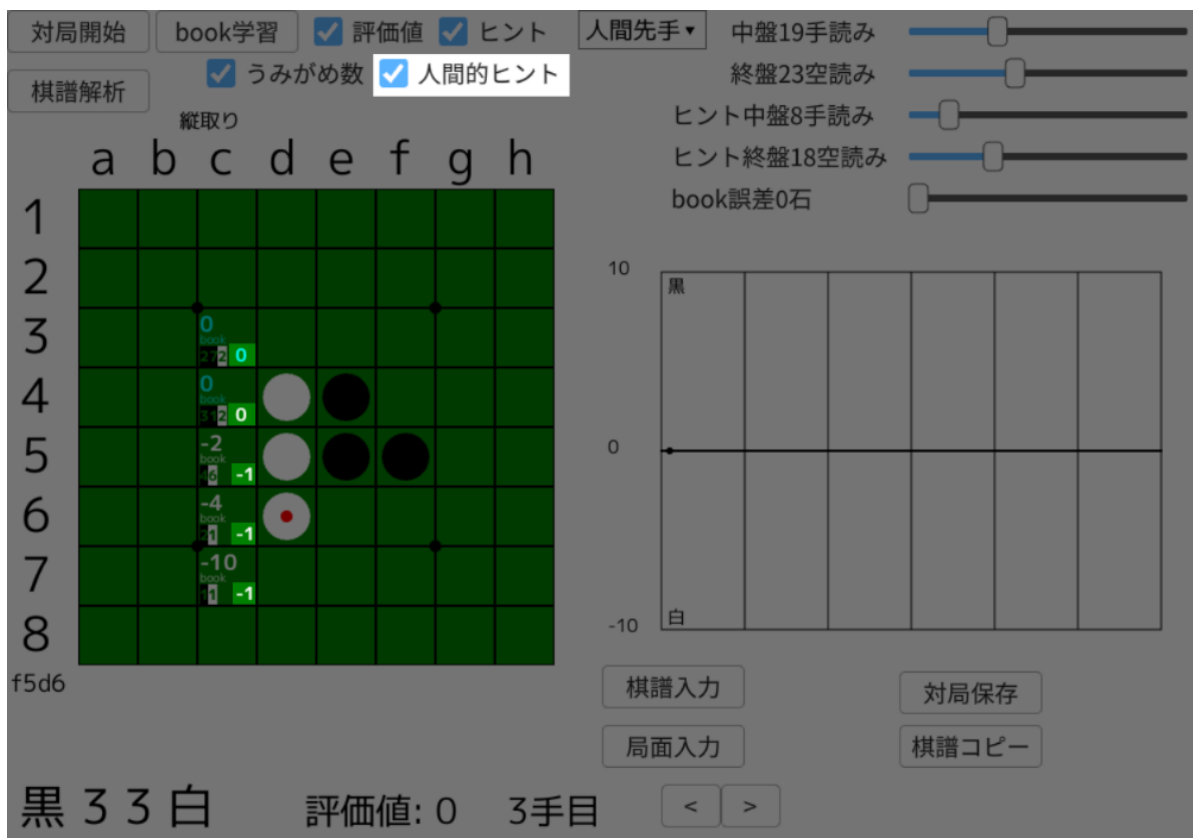 対局開始 book学習 評価値 ヒント 人間先手▾ 中盤19手読み
棋譜解析 うみがめ数 人間的ヒント 終盤23空読み
ヒント中盤8手読み
縦取り
ヒント終盤18空読み
a b c d e f g h
book誤差0石
1
2
10
黒
3
0
book
272 0
4
0
book
312 0
5
-2
book
46 -1
0
6
-4
book
21 -1
7
-10
book
11 -1
8
-10
白
f5d6
棋譜入力 対局保存
局面入力 棋譜コピー
黒 3 3 白 評価値: 0 3手目 < >